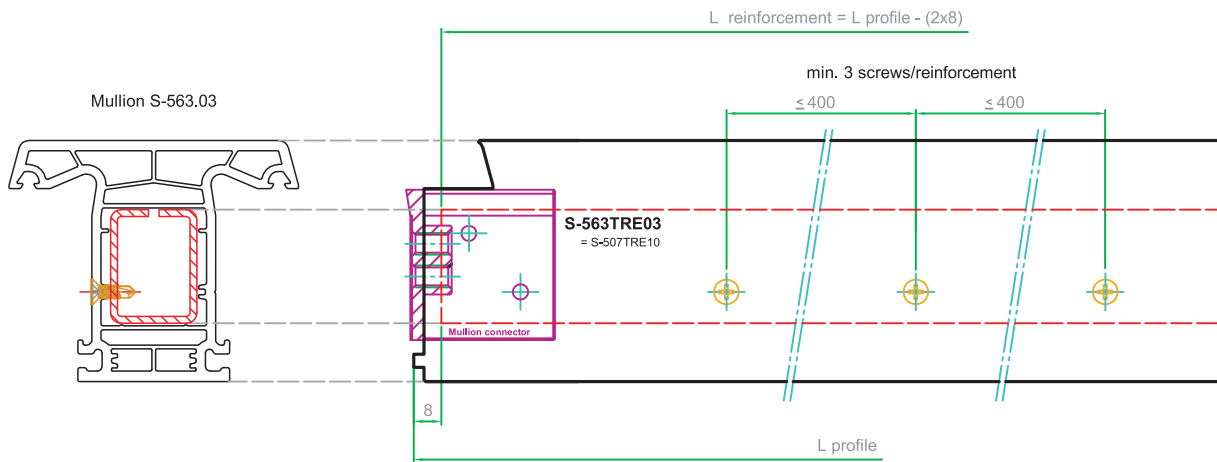 L reinforcement = L profile - (2x8)
min. 3 screws/reinforcement
Mullion S-563.03
≤ 400
≤ 400
S-563TRE03
= S-507TRE10
Mullion connector
8
L profile